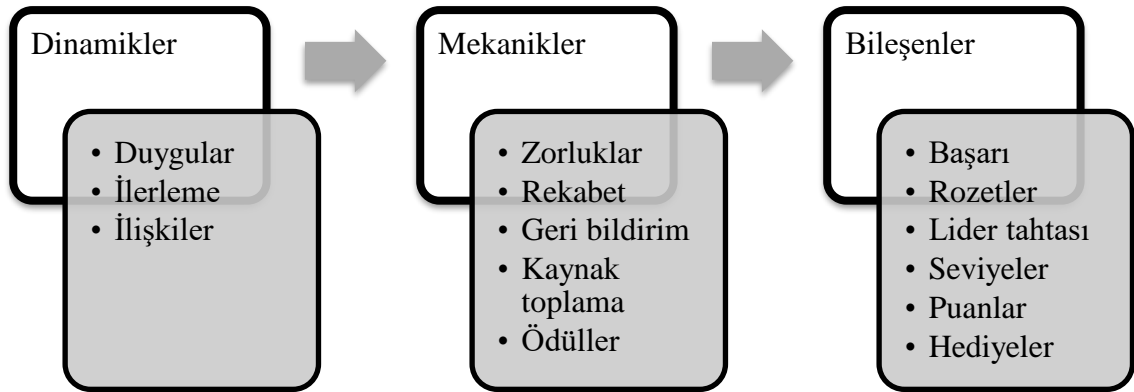 Dinamikler
• Duygular
• İlerleme
• İlişkiler
Mekanikler
• Zorluklar
• Rekabet
• Geri bildirim
• Kaynak
toplama
• Ödüller
Bileşenler
• Başarı
• Rozetler
• Lider tahtası
• Seviyeler
• Puanlar
• Hediyeler